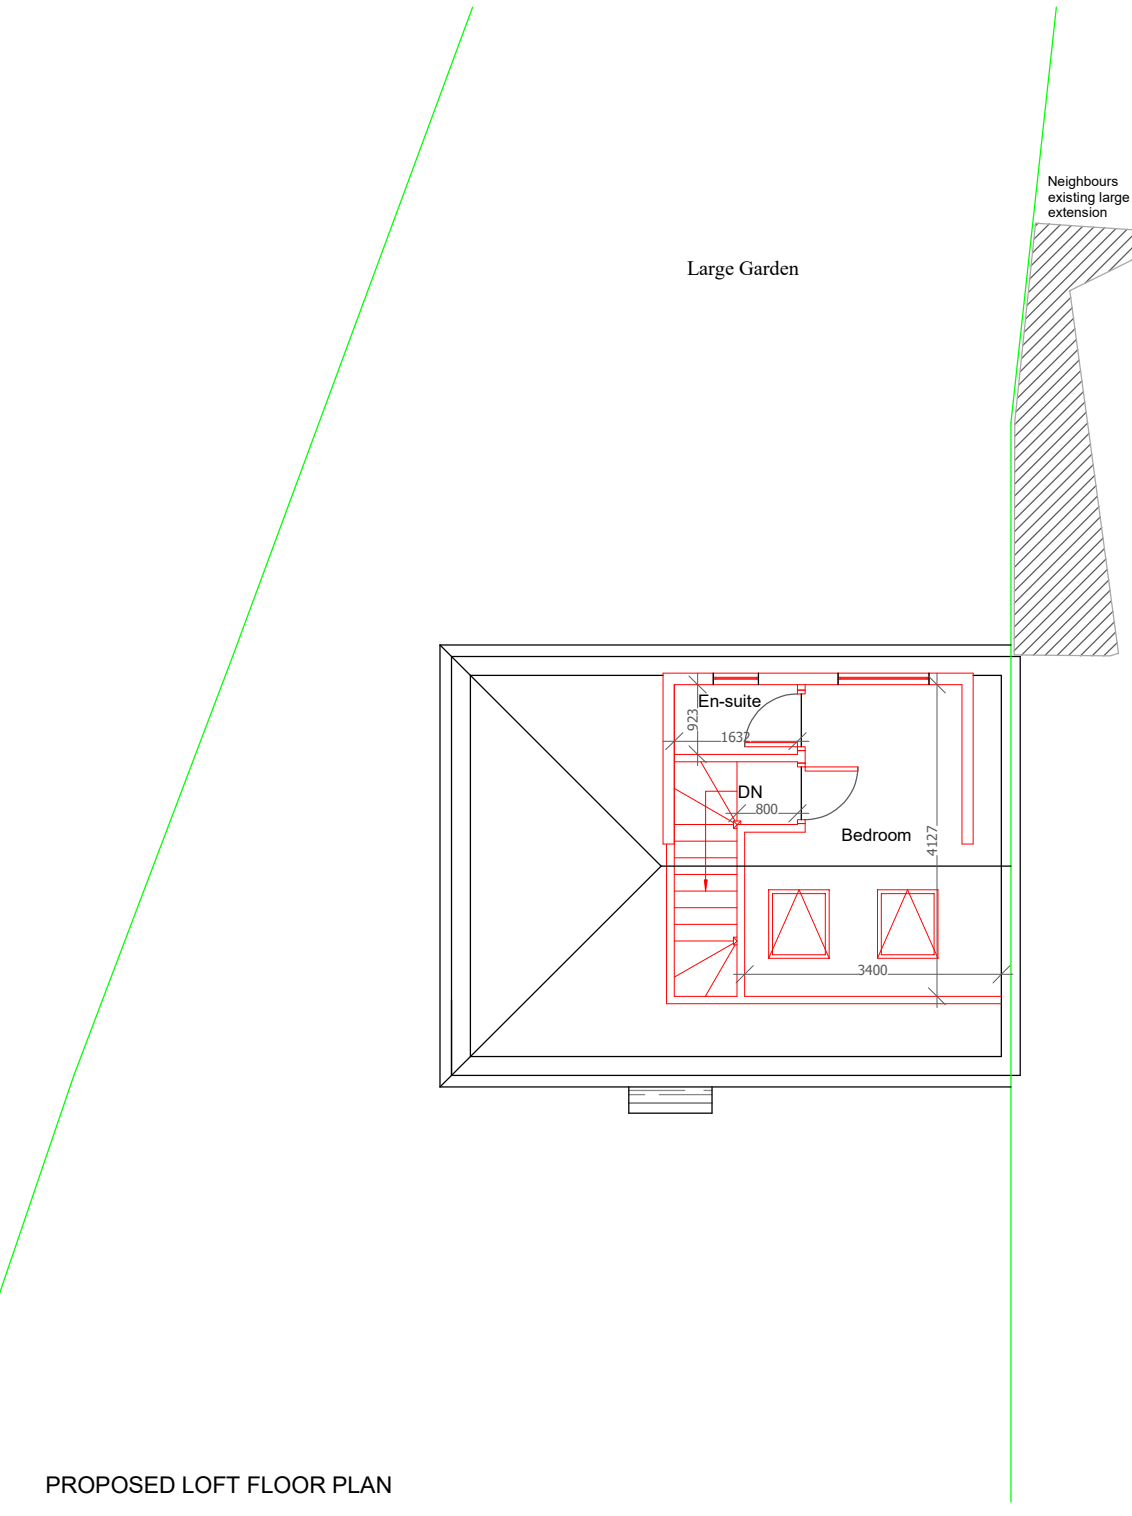 Neighbours
existing large
extension
Large Garden
En-suite
923
1632
DN
800
Bedroom
4127
3400
PROPOSED LOFT FLOOR PLAN